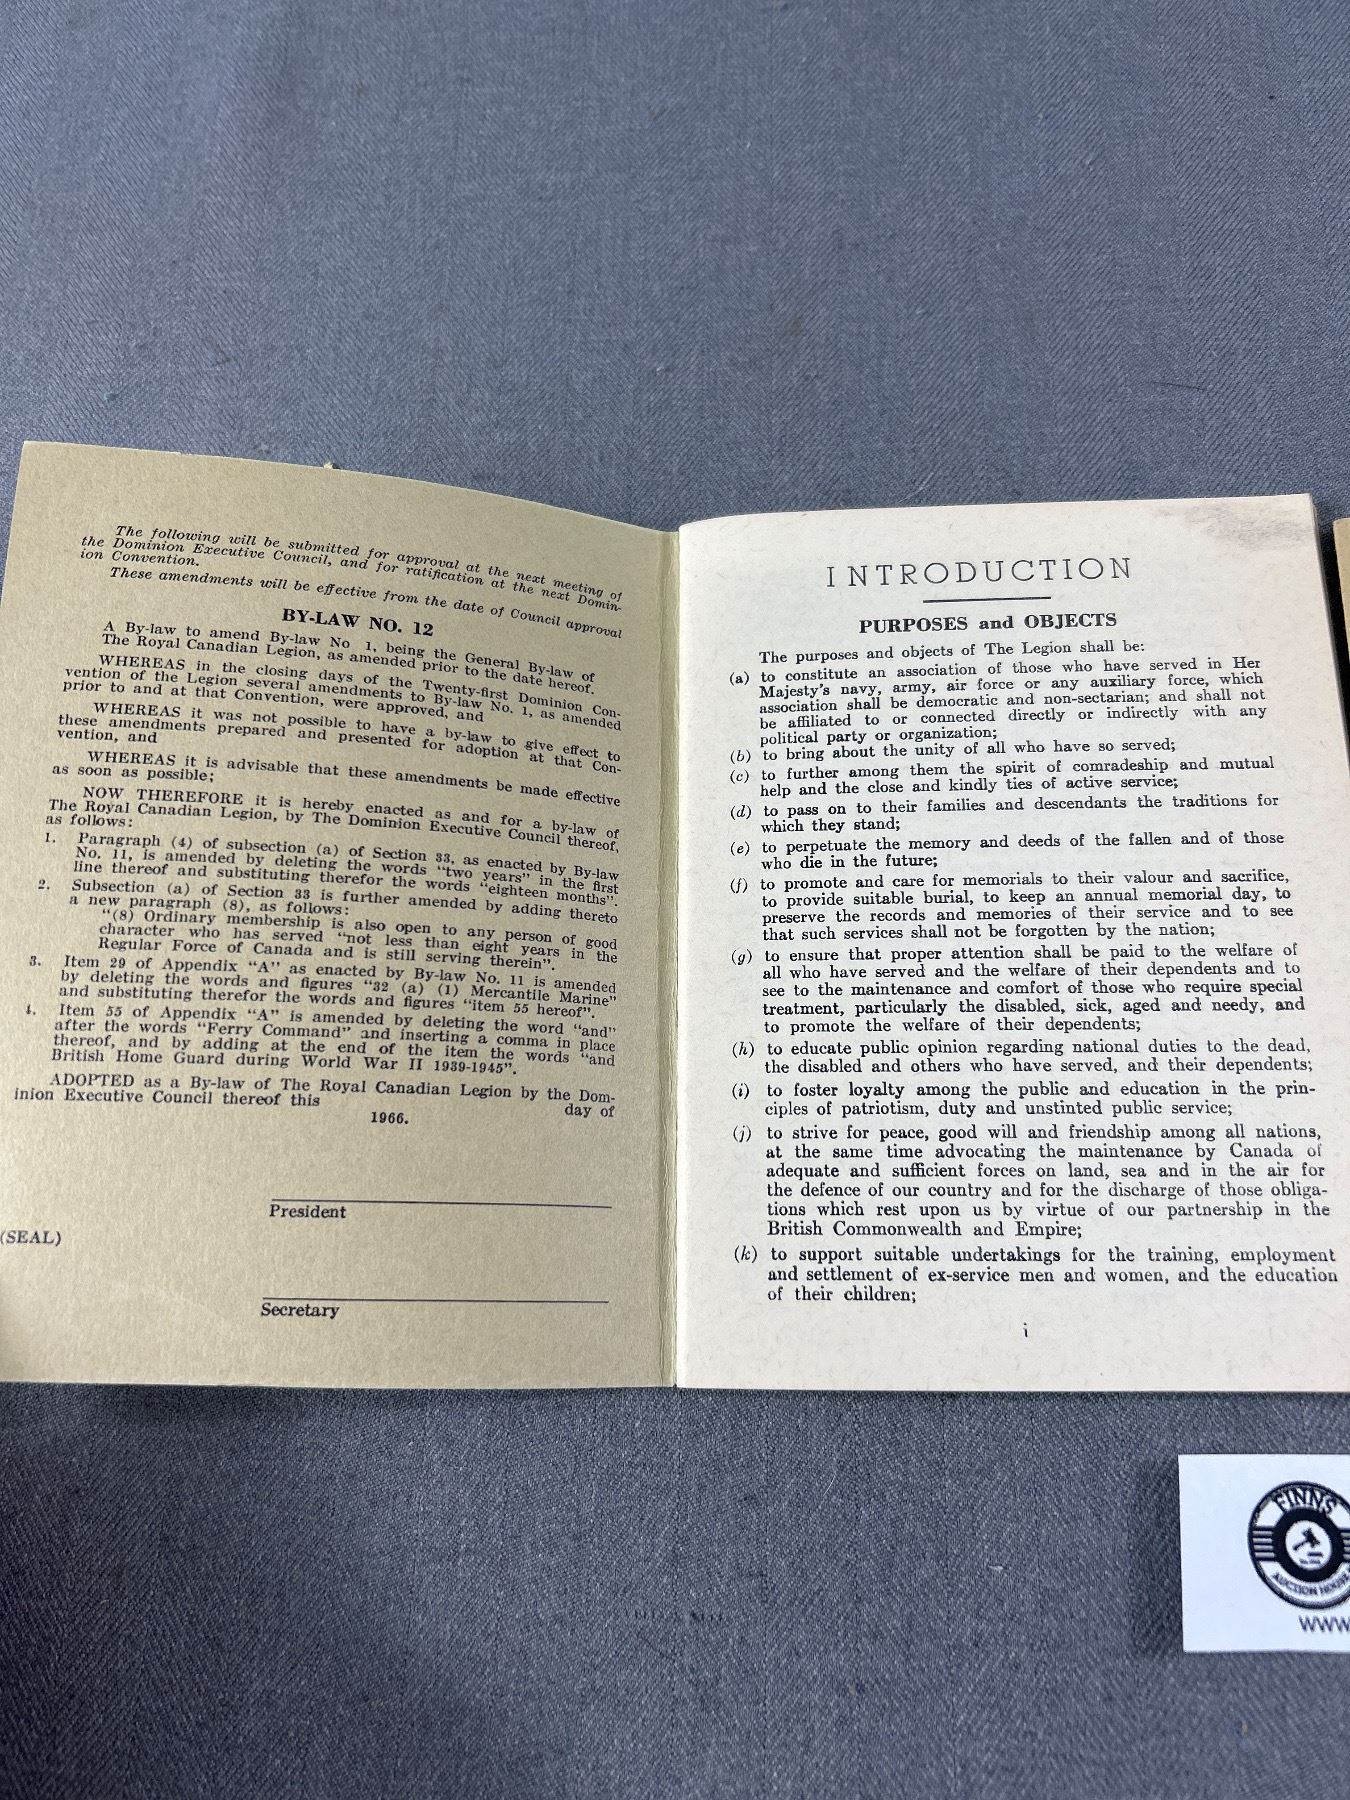 The following will be submitted for approval at the next meeting of
the Dominion Executive Council, and for ratification at the next Domin-
ion Convention.
These amendments will be effective from the date of Council approval
BY-LAW NO. 12
A By-law to amend By-law No 1, being the General By-law of
The Royal Canadian Legion, as amended prior to the date hereof.
WHEREAS in the closing days of the Twenty-first Dominion Con-
vention of the Legion several amendments to By-law No. 1, as amended
prior to and at that Convention, were approved, and
WHEREAS it was not possible to have a by-law to give effect to
these amendments prepared and presented for adoption at that Con-
vention, and
WHEREAS it is advisable that these amendments be made effective
as soon as possible;
NOW THEREFORE it is hereby enacted as and for a by-law of
The Royal Canadian Legion, by The Dominion Executive Council thereof,
as follows:
1. Paragraph (4) of subsection (a) of Section 33, as enacted by By-law
No. 11, is amended by deleting the words "two years" in the first
line thereof and substituting therefor the words "eighteen months".
2. Subsection (a) of Section 33 is further amended by adding thereto
a new paragraph (8), as follows:
"(8) Ordinary membership is also open to any person of good
character who has served "not less than eight years in the
Regular Force of Canada and is still serving therein".
3. Item 29 of Appendix "A" as enacted by By-law No. 11 is amended
by deleting the words and figures "32 (a) (1) Mercantile Marine"
and substituting therefor the words and figures "item 55 hereof".
4. Item 55 of Appendix "A" is amended by deleting the word "and"
after the words "Ferry Command" and inserting a comma in place
thereof, and by adding at the end of the item the words "and
British Home Guard during World War II 1939-1945".
ADOPTED as a By-law of The Royal Canadian Legion by the Dom-
inion Executive Council thereof this day of
1966.
President
(SEAL)
Secretary
INTRODUCTION
PURPOSES and OBJECTS
The purposes and objects of The Legion shall be:
(a) to constitute an association of those who have served in Her
Majesty's navy, army, air force or any auxiliary force, which
association shall be democratic and non-sectarian; and shall not
be affiliated to or connected directly or indirectly with any
political party or organization;
(b) to bring about the unity of all who have so served;
(c) to further among them the spirit of comradeship and mutual
help and the close and kindly ties of active service;
(d) to pass on to their families and descendants the traditions for
which they stand;
(e) to perpetuate the memory and deeds of the fallen and of those
who die in the future;
(f) to promote and care for memorials to their valour and sacrifice,
to provide suitable burial, to keep an annual memorial day, to
preserve the records and memories of their service and to see
that such services shall not be forgotten by the nation;
(g) to ensure that proper attention shall be paid to the welfare of
all who have served and the welfare of their dependents and to
see to the maintenance and comfort of those who require special
treatment, particularly the disabled, sick, aged and needy, and
to promote the welfare of their dependents;
(h) to educate public opinion regarding national duties to the dead,
the disabled and others who have served, and their dependents;
(i) to foster loyalty among the public and education in the prin-
ciples of patriotism, duty and unstinted public service;
(j) to strive for peace, good will and friendship among all nations,
at the same time advocating the maintenance by Canada of
adequate and sufficient forces on land, sea and in the air for
the defence of our country and for the discharge of those obliga-
tions which rest upon us by virtue of our partnership in the
British Commonwealth and Empire;
(k) to support suitable undertakings for the training, employment
and settlement of ex-service men and women, and the education
of their children;
i
FINNS
AUCTION HOUSE
WWW